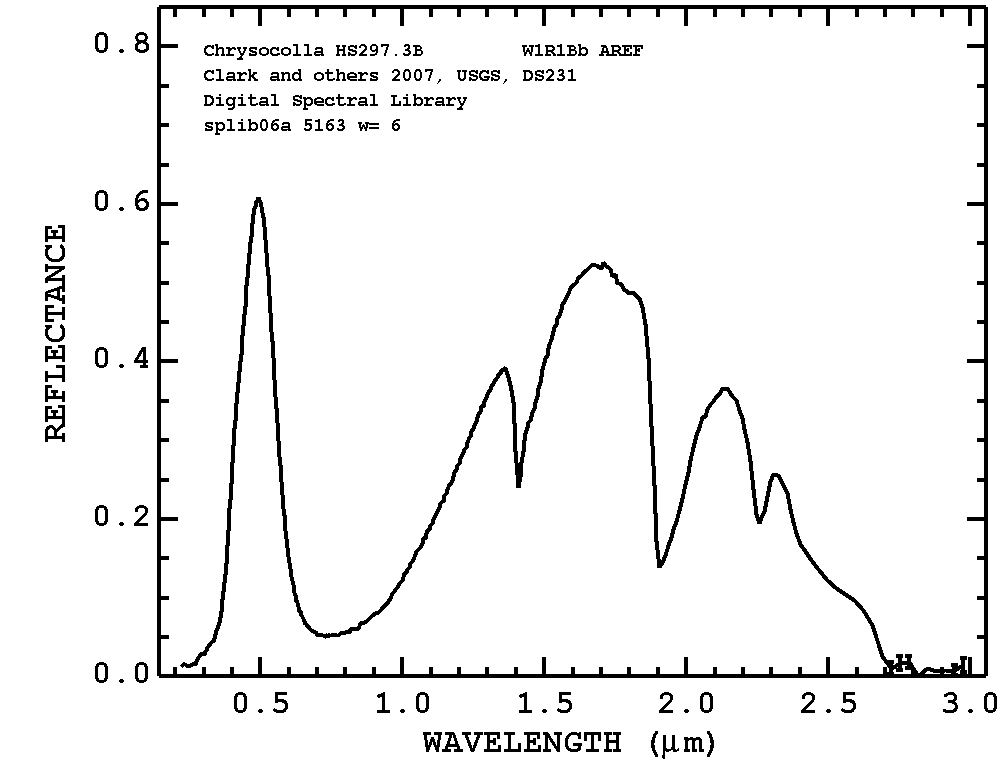 Chrysocolla HS297.3B W1R1Bb AREF
Clark and others 2007, USGS, DS231
Digital Spectral Library
splib06a 5163 w= 6
REFLECTANCE
0.8
0.6
0.4
0.2
0.0
0.5 1.0 1.5 2.0 2.5 3.0
WAVELENGTH (μm)